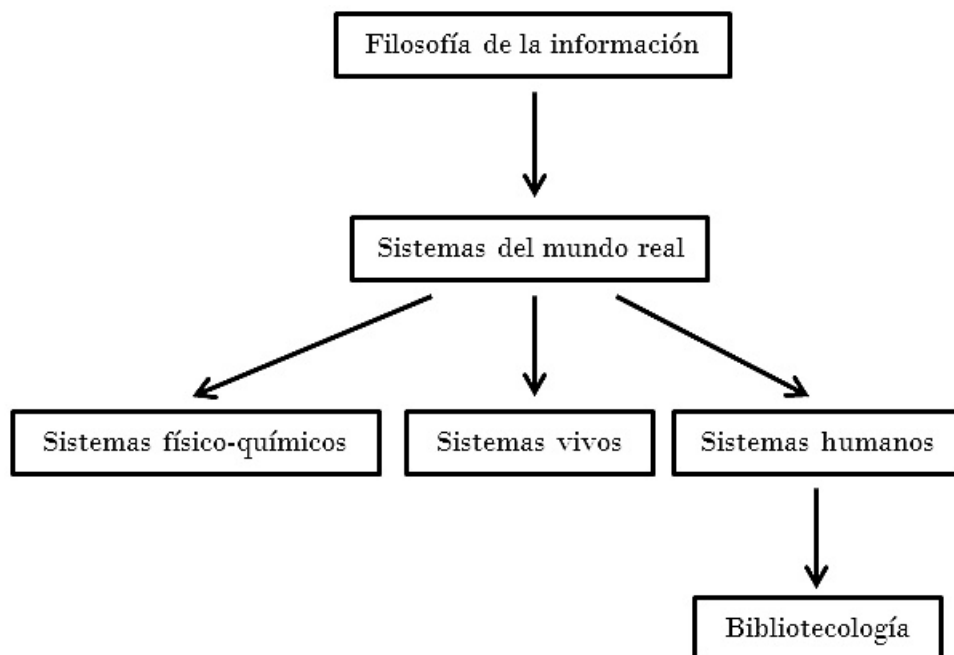 Filosofía de la información
Sistemas del mundo real
Sistemas físico-químicos
Sistemas vivos
Sistemas humanos
Bibliotecología